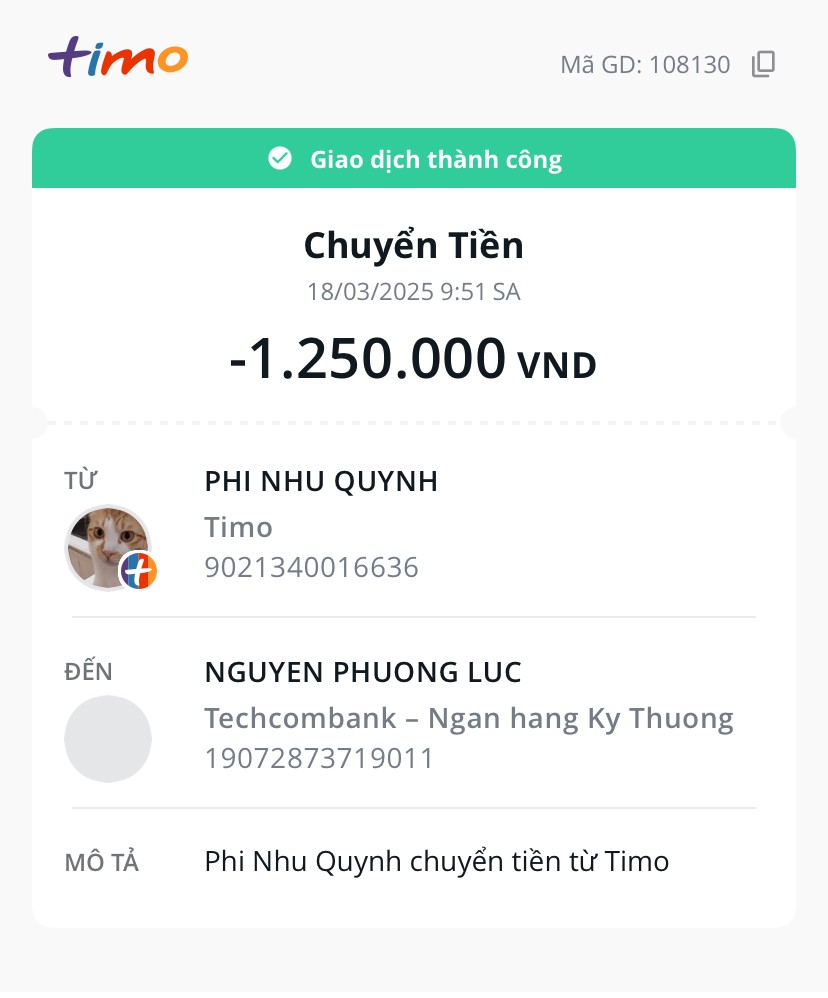 timo
Mã GD: 108130
Giao dịch thành công
Chuyển Tiền
18/03/2025 9:51 SA
-1.250.000 VND
TỪ
PHI NHU QUYNH
Timo
9021340016636
ĐẾN
NGUYEN PHUONG LUC
Techcombank – Ngan hang Ky Thuong
19072873719011
MÔ TẢ
Phi Nhu Quynh chuyển tiền từ Timo